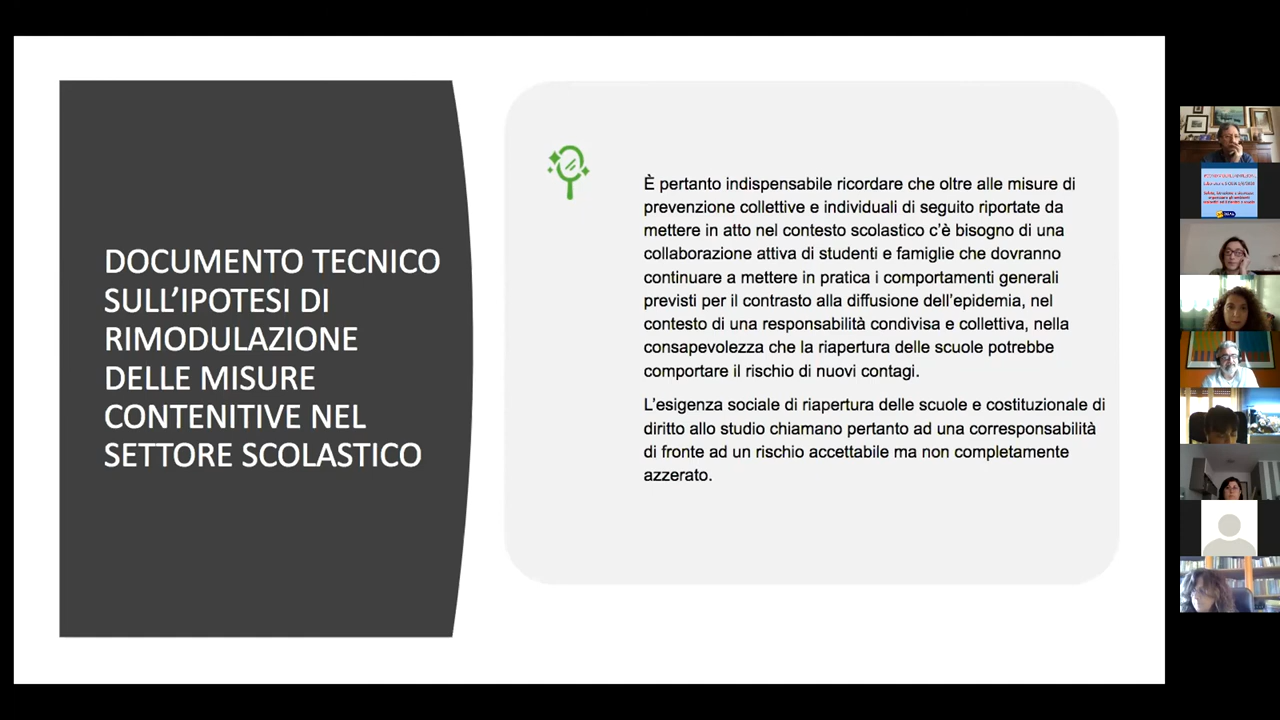 DOCUMENTO TECNICO
SULL'IPOTESI DI
RIMODULAZIONE
DELLE MISURE
CONTENITIVE NEL
SETTORE SCOLASTICO
È pertanto indispensabile ricordare che oltre alle misure di
prevenzione collettive e individuali di seguito riportate da
mettere in atto nel contesto scolastico c'è bisogno di una
collaborazione attiva di studenti e famiglie che dovranno
continuare a mettere in pratica i comportamenti generali
previsti per il contrasto alla diffusione dell'epidemia, nel
contesto di una responsabilità condivisa e collettiva, nella
consapevolezza che la riapertura delle scuole potrebbe
comportare il rischio di nuovi contagi.
L'esigenza sociale di riapertura delle scuole e costituzionale di
diritto allo studio chiamano pertanto ad una corresponsabilità
di fronte ad un rischio accettabile ma non completamente
azzerato.